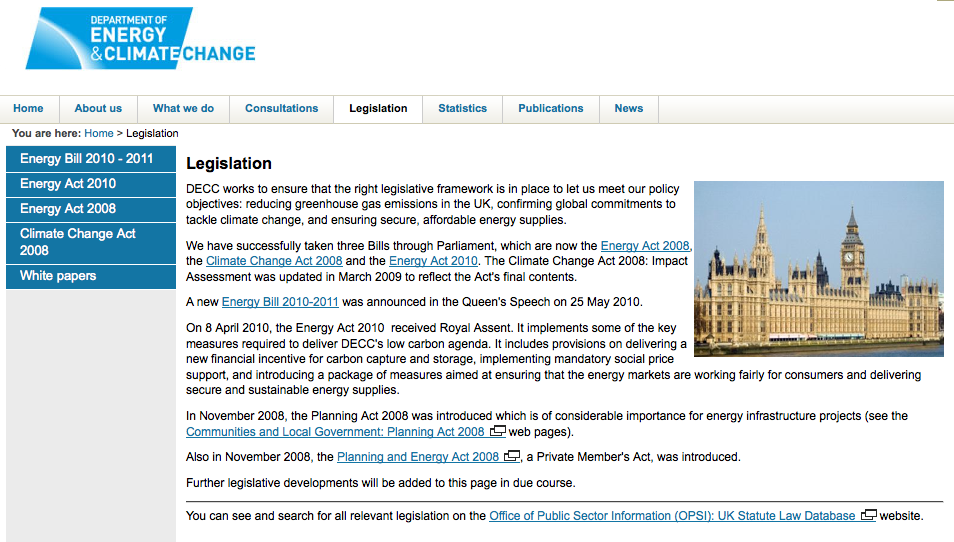 DEPARTMENT OF
ENERGY
&CLIMATECHANGE
Home About us What we do Consultations Legislation Statistics Publications News
You are here: Home > Legislation
Energy Bill 2010 - 2011
Energy Act 2010
Energy Act 2008
Climate Change Act
2008
White papers
Legislation
DECC works to ensure that the right legislative framework is in place to let us meet our policy
objectives: reducing greenhouse gas emissions in the UK, confirming global commitments to
tackle climate change, and ensuring secure, affordable energy supplies.
We have successfully taken three Bills through Parliament, which are now the Energy Act 2008,
the Climate Change Act 2008 and the Energy Act 2010. The Climate Change Act 2008: Impact
Assessment was updated in March 2009 to reflect the Act's final contents.
A new Energy Bill 2010-2011 was announced in the Queen's Speech on 25 May 2010.
On 8 April 2010, the Energy Act 2010 received Royal Assent. It implements some of the key
measures required to deliver DECC's low carbon agenda. It includes provisions on delivering a
new financial incentive for carbon capture and storage, implementing mandatory social price
support, and introducing a package of measures aimed at ensuring that the energy markets are working fairly for consumers and delivering
secure and sustainable energy supplies.
In November 2008, the Planning Act 2008 was introduced which is of considerable importance for energy infrastructure projects (see the
Communities and Local Government: Planning Act 2008 web pages).
Also in November 2008, the Planning and Energy Act 2008 , a Private Member's Act, was introduced.
Further legislative developments will be added to this page in due course.
You can see and search for all relevant legislation on the Office of Public Sector Information (OPSI): UK Statute Law Database website.